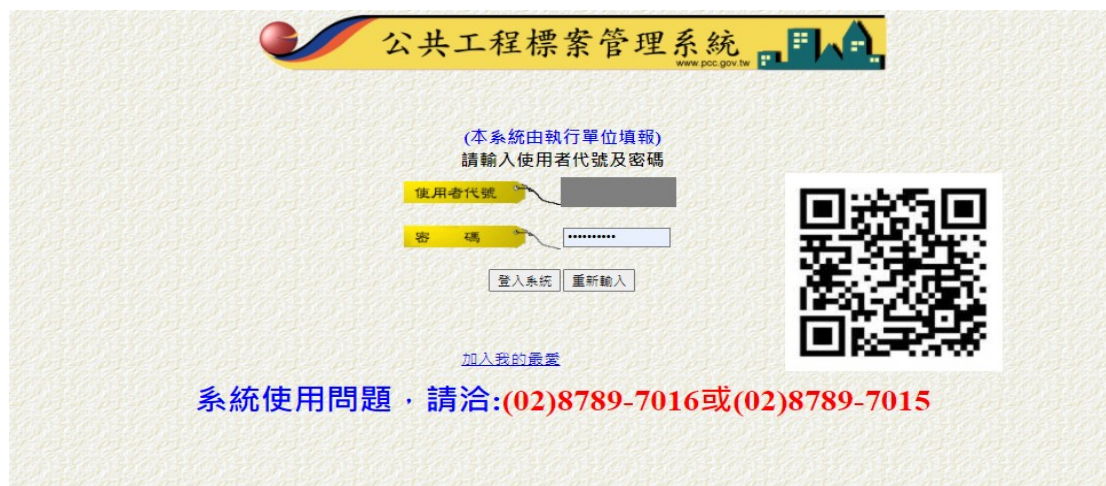 公共工程標案管理系統
www.pcc.gov.tw
(本系統由執行單位填報)
請輸入使用者代號及密碼
使用者代號
密 碼
••••••••••
登入系統 重新輸入
加入我的最愛
系統使用問題，請洽:(02)8789-7016或(02)8789-7015